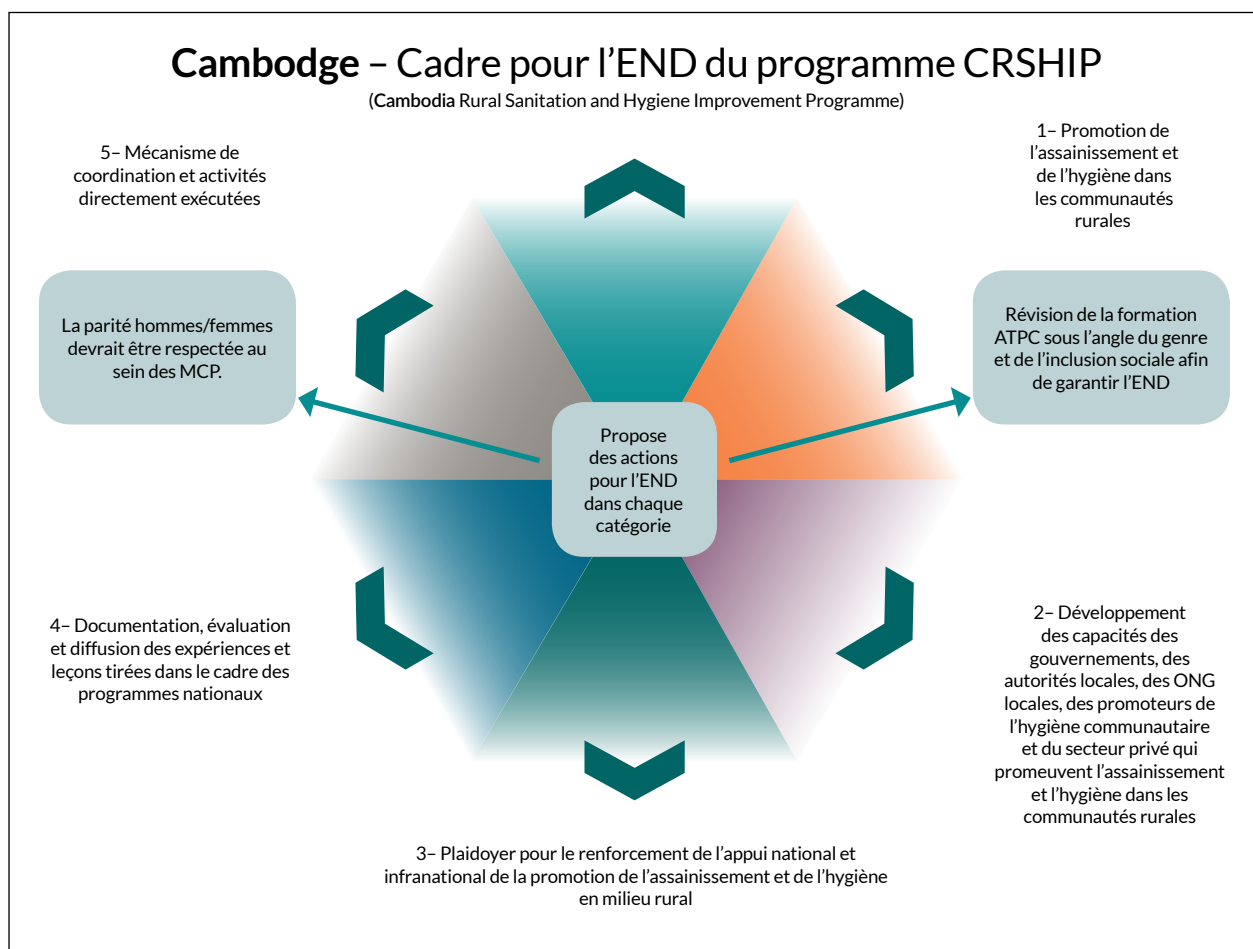 Cambodge – Cadre pour l’END du programme CRSHIP
(Cambodia Rural Sanitation and Hygiene Improvement Programme)
5– Mécanisme de
coordination et activités
directement exécutées
1– Promotion de
l’assainissement et
de l’hygiène dans
les communautés
rurales
La parité hommes/femmes
devrait être respectée au
sein des MCP.
Révision de la formation
ATPC sous l’angle du genre
et de l’inclusion sociale afin
de garantir l’END
Propose
des actions
pour l’END
dans chaque
catégorie
4– Documentation, évaluation
et diffusion des expériences et
leçons tirées dans le cadre des
programmes nationaux
2– Développement
des capacités des
gouvernements, des
autorités locales, des ONG
locales, des promoteurs de
l’hygiène communautaire
et du secteur privé qui
promeuvent l’assainissement
et l’hygiène dans les
communautés rurales
3– Plaidoyer pour le renforcement de l’appui national et
infranational de la promotion de l’assainissement et de l’hygiène
en milieu rural